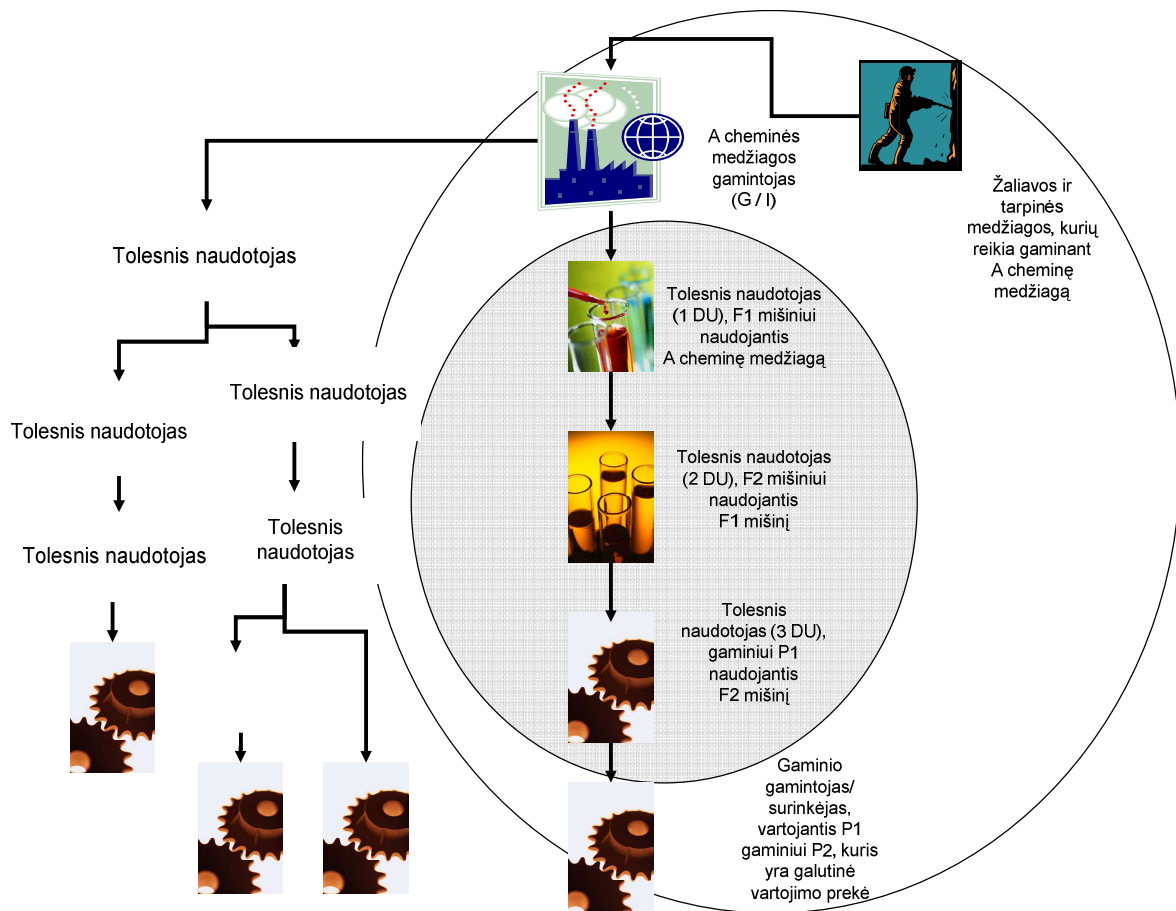 A cheminės
medžiagos
gamintojas
(G / I)
Žaliavos ir
tarpinės
medžiagos, kurių
reikia gaminant
A cheminę
medžiagą
Tolesnis naudotojas
Tolesnis naudotojas
(1 DU), F1 mišiniui
naudojantis
A cheminę medžiagą
Tolesnis naudotojas
Tolesnis naudotojas
Tolesnis naudotojas
(2 DU), F2 mišiniui
naudojantis
F1 mišinį
Tolesnis
naudotojas
Tolesnis naudotojas
Tolesnis
naudotojas (3 DU),
gaminiui P1
naudojantis
F2 mišinį
Gaminio
gamintojas/
surinkėjas,
vartojantis P1
gaminiui P2, kuris
yra galutinė
vartojimo prekė